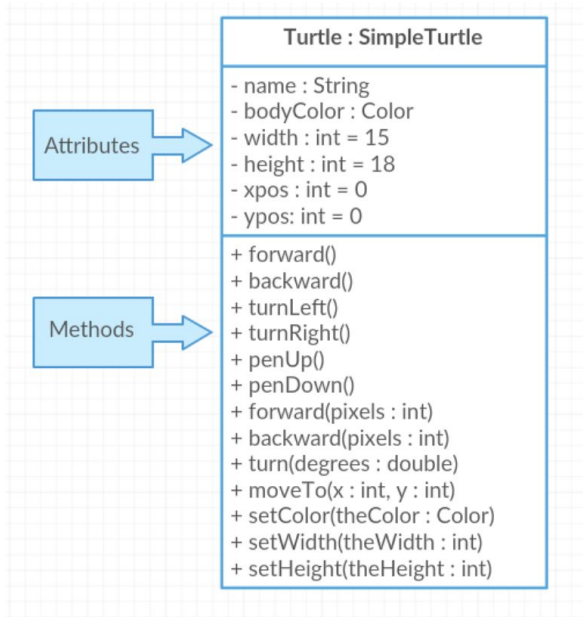 Turtle : SimpleTurtle
Attributes
- name : String
- bodyColor : Color
- width : int = 15
- height : int = 18
- xpos : int = 0
- ypos: int = 0
Methods
+ forward()
+ backward()
+ turnLeft()
+ turnRight()
+ penUp()
+ penDown()
+ forward(pixels : int)
+ backward(pixels : int)
+ turn(degrees : double)
+ moveTo(x : int, y : int)
+ setColor(theColor : Color)
+ setWidth(theWidth : int)
+ setHeight(theHeight : int)